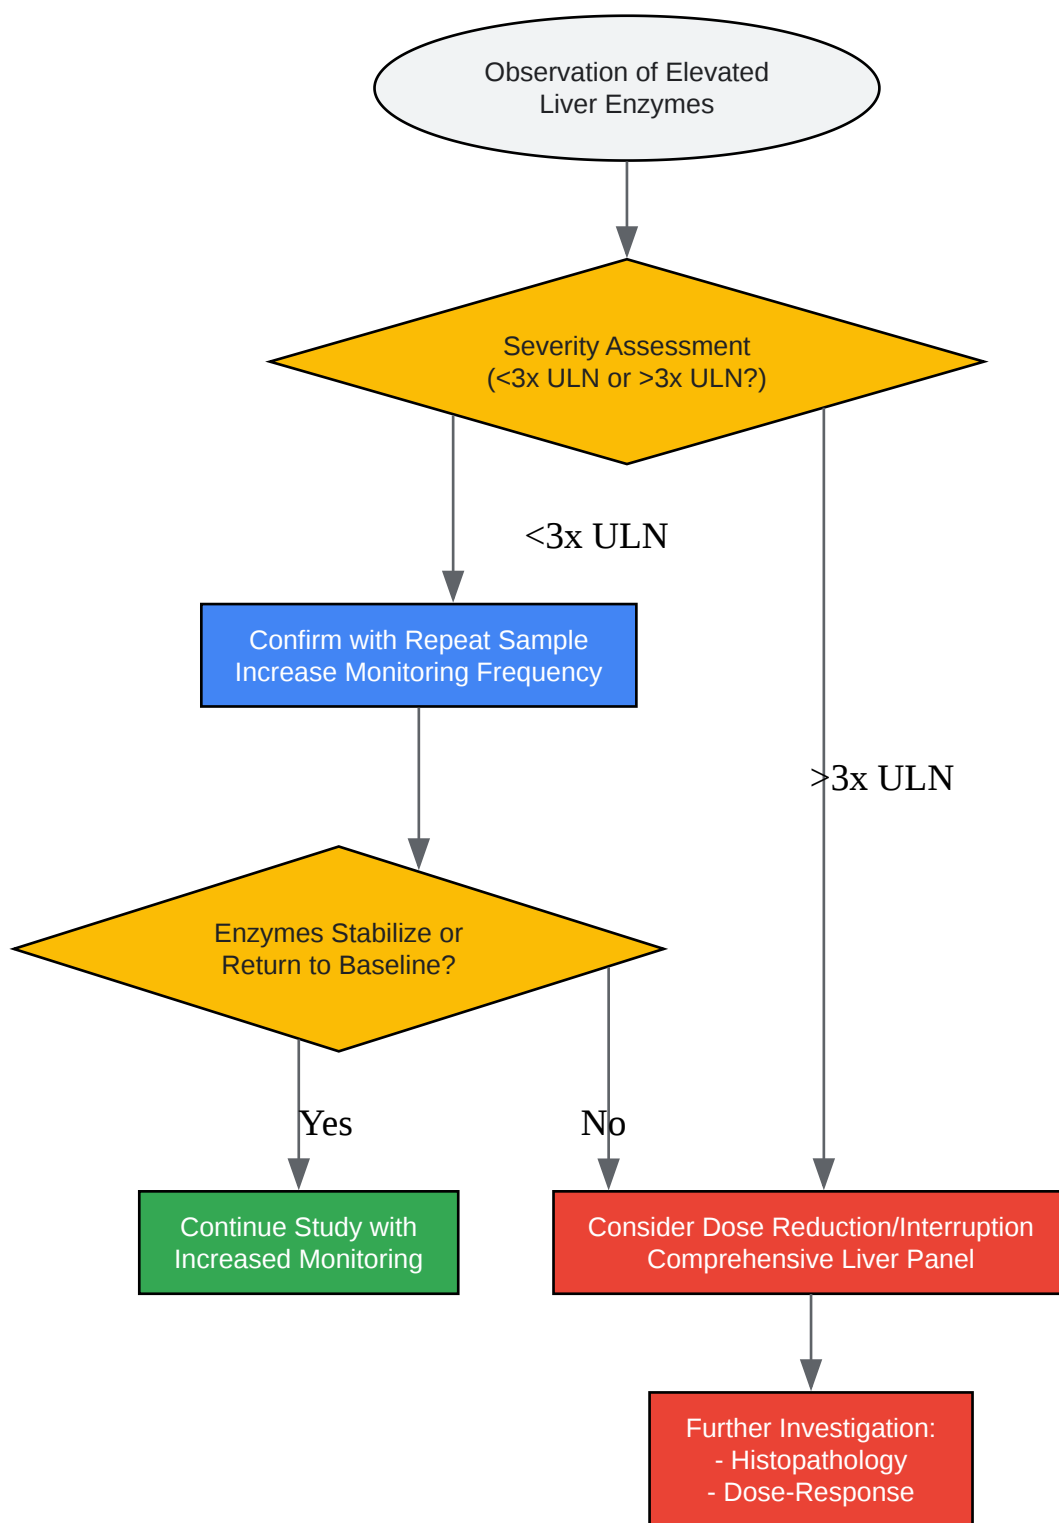 Observation of Elevated
Liver Enzymes
Severity Assessment
(<3x ULN or >3x ULN?)
<3x ULN
Confirm with Repeat Sample
Increase Monitoring Frequency
>3x ULN
Enzymes Stabilize or
Return to Baseline?
Yes
No
Continue Study with
Increased Monitoring
Consider Dose Reduction/Interruption
Comprehensive Liver Panel
Further Investigation:
- Histopathology
- Dose-Response